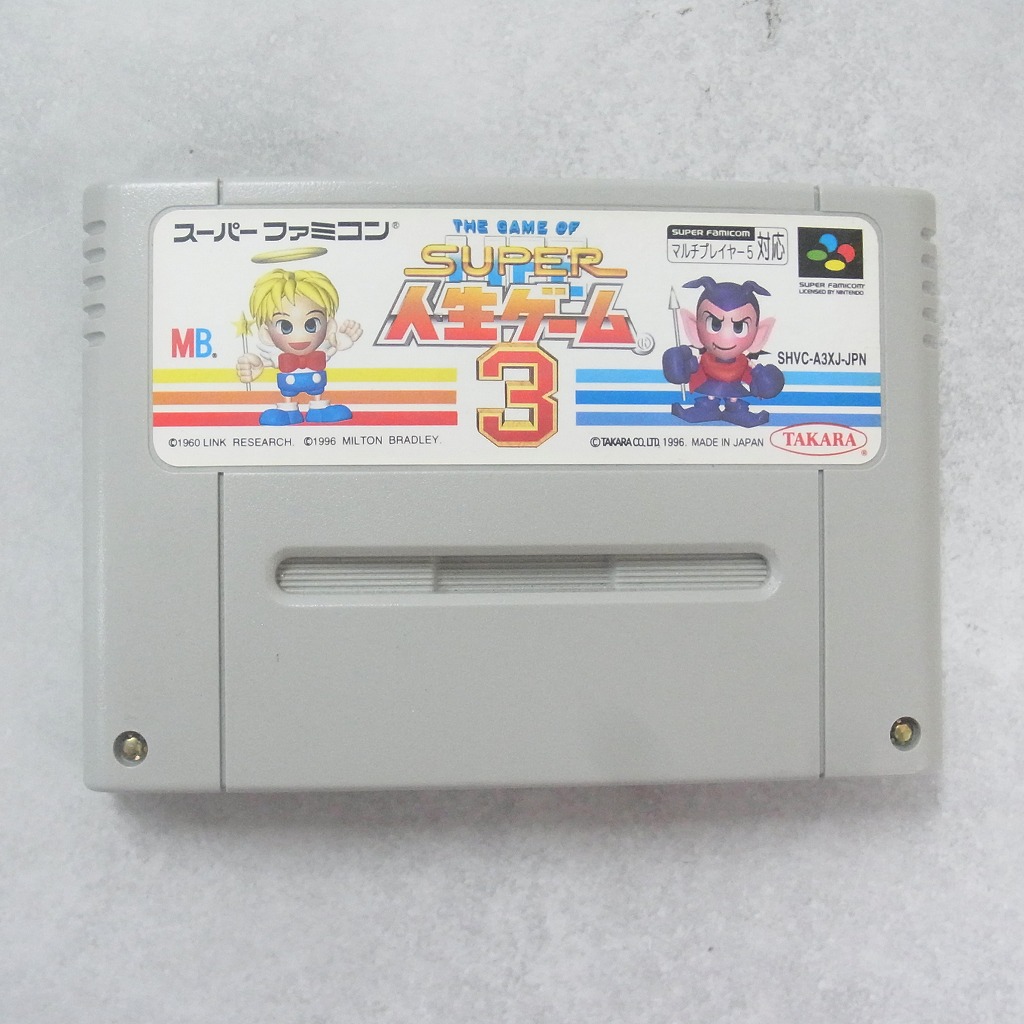 スーパーファミコン®
THE GAME OF
LIFE
SUPER
人生ゲーム®
3
MB®
SUPER FAMICOM
マルチプレイヤー5 対応
SUPER FAMICOM®
LICENSED BY NINTENDO
SHVC-A3XJ-JPN
©1960 LINK RESEARCH. ©1996 MILTON BRADLEY.
©TAKARA CO., LTD. 1996. MADE IN JAPAN
TAKARA®